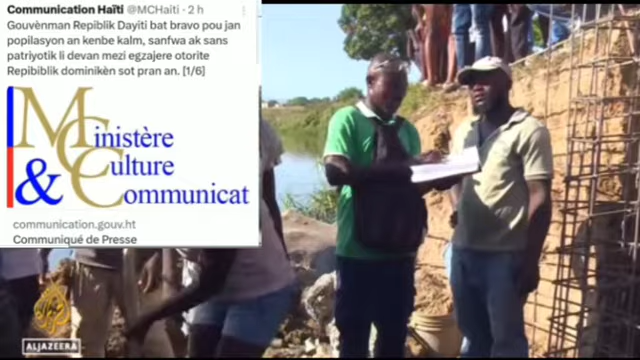 Communication Haïti @MCHaiti · 2 h
Gouvènman Repiblik Dayiti bat bravo pou jan
popilasyon an kenbe kalm, sanfwa ak sans
patriyotik li devan mezi egzajere otorite
Repibiblik dominikèn sot pran an. [1/6]
Ministère
Culture
& Communicat
communication.gouv.ht
Communiqué de Presse
ALJAZEERA